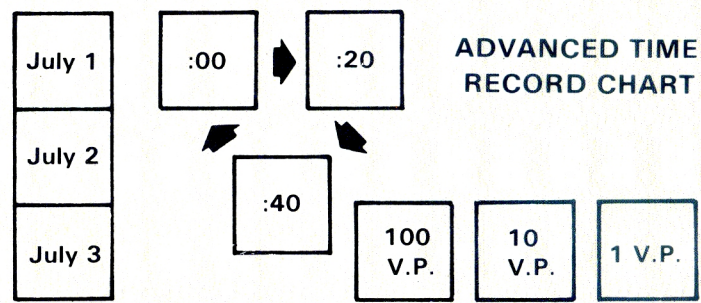 July 1
:00
:20
ADVANCED TIME
RECORD CHART
July 2
:40
July 3
100
V.P.
10
V.P.
1 V.P.